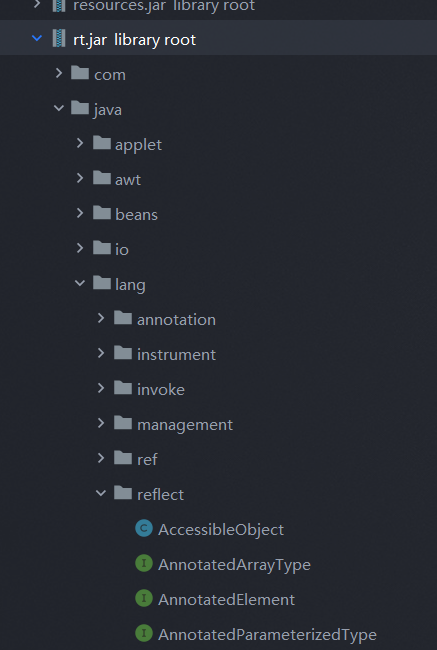 resources.jar library root
rt.jar library root
com
java
applet
awt
beans
io
lang
annotation
instrument
invoke
management
ref
reflect
C AccessibleObject
I AnnotatedArrayType
I AnnotatedElement
I AnnotatedParameterizedType